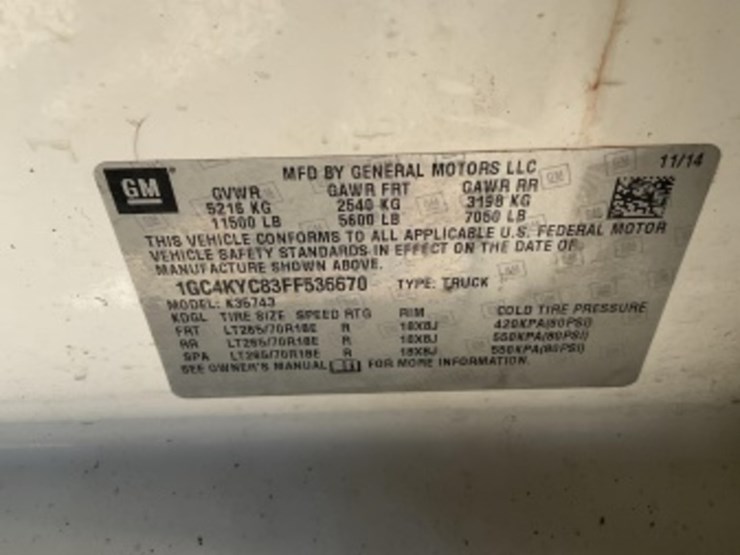 GM
MFD BY GENERAL MOTORS LLC 11/14
GVWR GAWR FRT GAWR RR
5216 KG 2540 KG 3198 KG
11500 LB 5600 LB 7050 LB
THIS VEHICLE CONFORMS TO ALL APPLICABLE U.S. FEDERAL MOTOR
VEHICLE SAFETY STANDARDS IN EFFECT ON THE DATE OF
MANUFACTURE SHOWN ABOVE.
1GC4KYC83FF536670 TYPE: TRUCK
MODEL: K36743
TIRE SIZE SPEED RTG RIM COLD TIRE PRESSURE
FRT LT265/70R18E R 18X8J 420KPA(60PSI)
RR LT265/70R18E R 18X8J 550KPA(80PSI)
SPA LT265/70R18E R 18X8J 550KPA(80PSI)
SEE OWNER'S MANUAL FOR MORE INFORMATION.